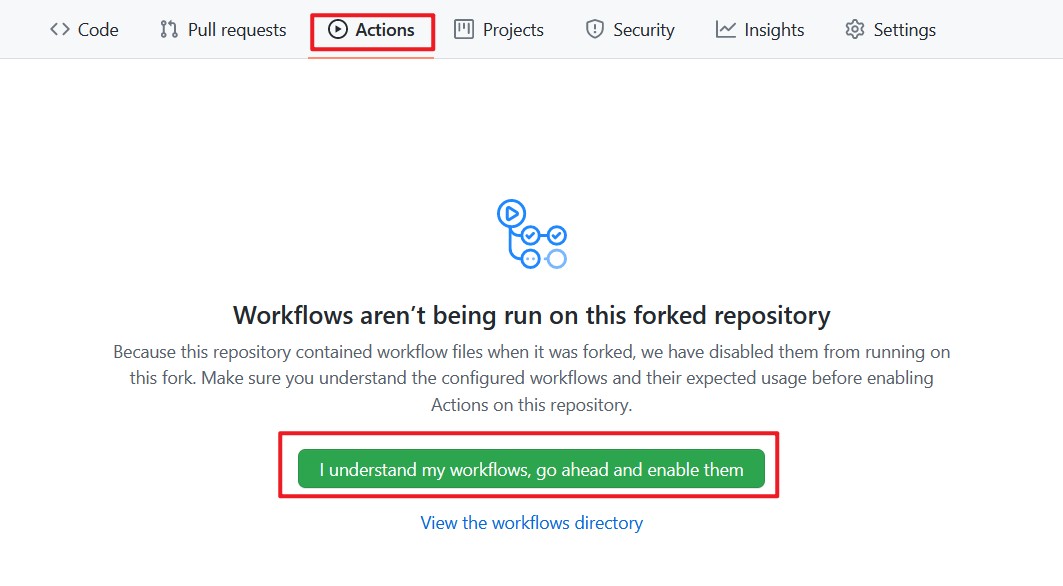 Code Pull requests Actions Projects Security Insights Settings
Workflows aren’t being run on this forked repository
Because this repository contained workflow files when it was forked, we have disabled them from running on
this fork. Make sure you understand the configured workflows and their expected usage before enabling
Actions on this repository.
I understand my workflows, go ahead and enable them
View the workflows directory